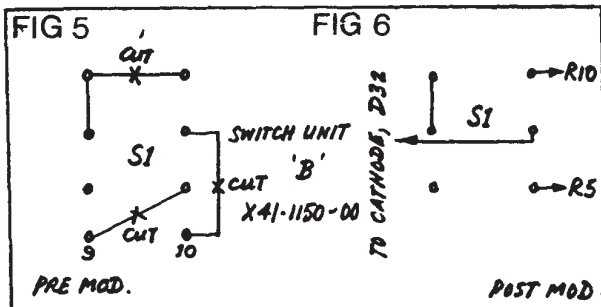 FIG 5
CUT
S1
CUT
9
10
SWITCH UNIT
'B'
CUT
X41-1150-00
PRE MOD.
FIG 6
R10
S1
TO CATHODE, D32
R5
POST MOD.